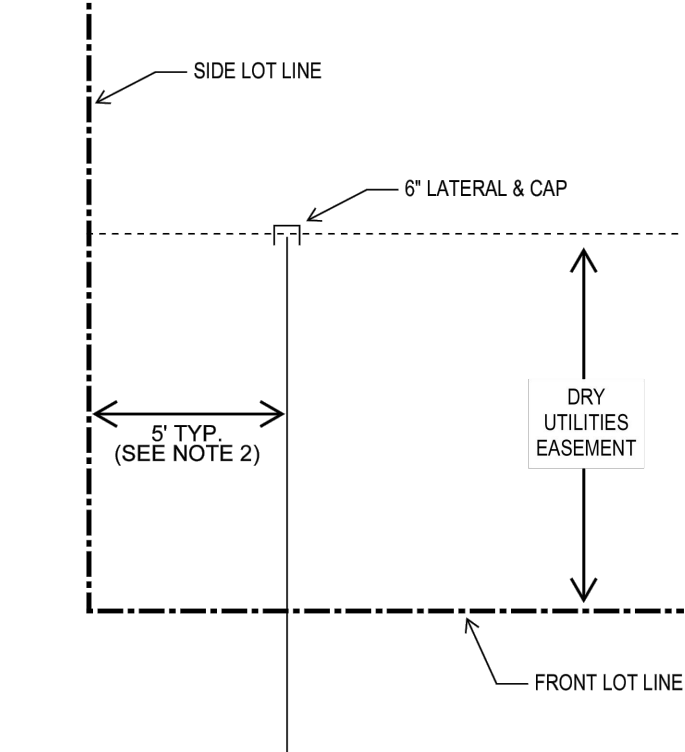 SIDE LOT LINE
6" LATERAL & CAP
5' TYP.
(SEE NOTE 2)
DRY
UTILITIES
EASEMENT
FRONT LOT LINE